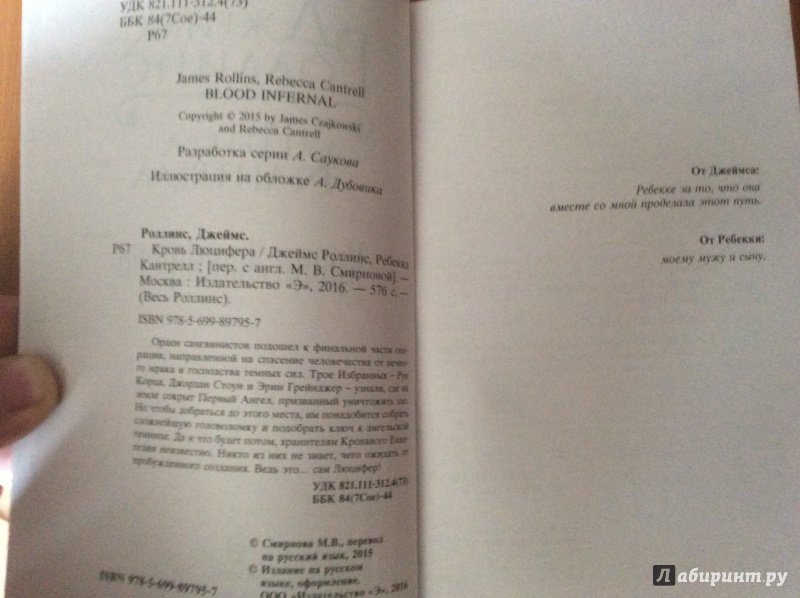 УДК 821.111-312.4(73)
ББК 84(7Сое)-44
Р67
James Rollins, Rebecca Cantrell
BLOOD INFERNAL
Copyright © 2015 by James Czajkowski
and Rebecca Cantrell
Разработка серии А. Саукова
Иллюстрация на обложке А. Дубовика
Роллинс, Джеймс.
Р67 Кровь Люцифера / Джеймс Роллинс, Ребекка
Кантрелл ; [пер. с англ. М. В. Смирновой]. —
Москва : Издательство «Э», 2016. — 576 с. —
(Весь Роллинс).
ISBN 978-5-699-89795-7
Орден сангвинистов подошел к финальной части опе-
рации, направленной на спасение человечества от вечно-
го мрака и господства темных сил. Трое Избранных – Рун
Корца, Джордан Стоун и Эрин Грейнджер – узнали, где на
земле сокрыт Первый Ангел, призванный уничтожить
Но чтобы добраться до этого места, им понадобится собрать
сложнейшую головоломку и подобрать ключ к ангельской
темнице. Да и что будет потом, хранителям Кровавого Еван-
гелия неизвестно. Никто из них не знает, чего ожидать от
пробужденного создания. Ведь это... сам Люцифер!
УДК 821.111-312.4(73)
ББК 84(7Сое)-44
© Смирнова М.В., перевод
на русский язык, 2015
© Издание на русском
языке, оформление.
ООО «Издательство «Э», 2016
ISBN 978-5-699-89795-7
От Джеймса:
Ребекке за то, что она
вместе со мной проделала этот путь.
От Ребекки:
моему мужу и сыну.
Лабиринт.ру